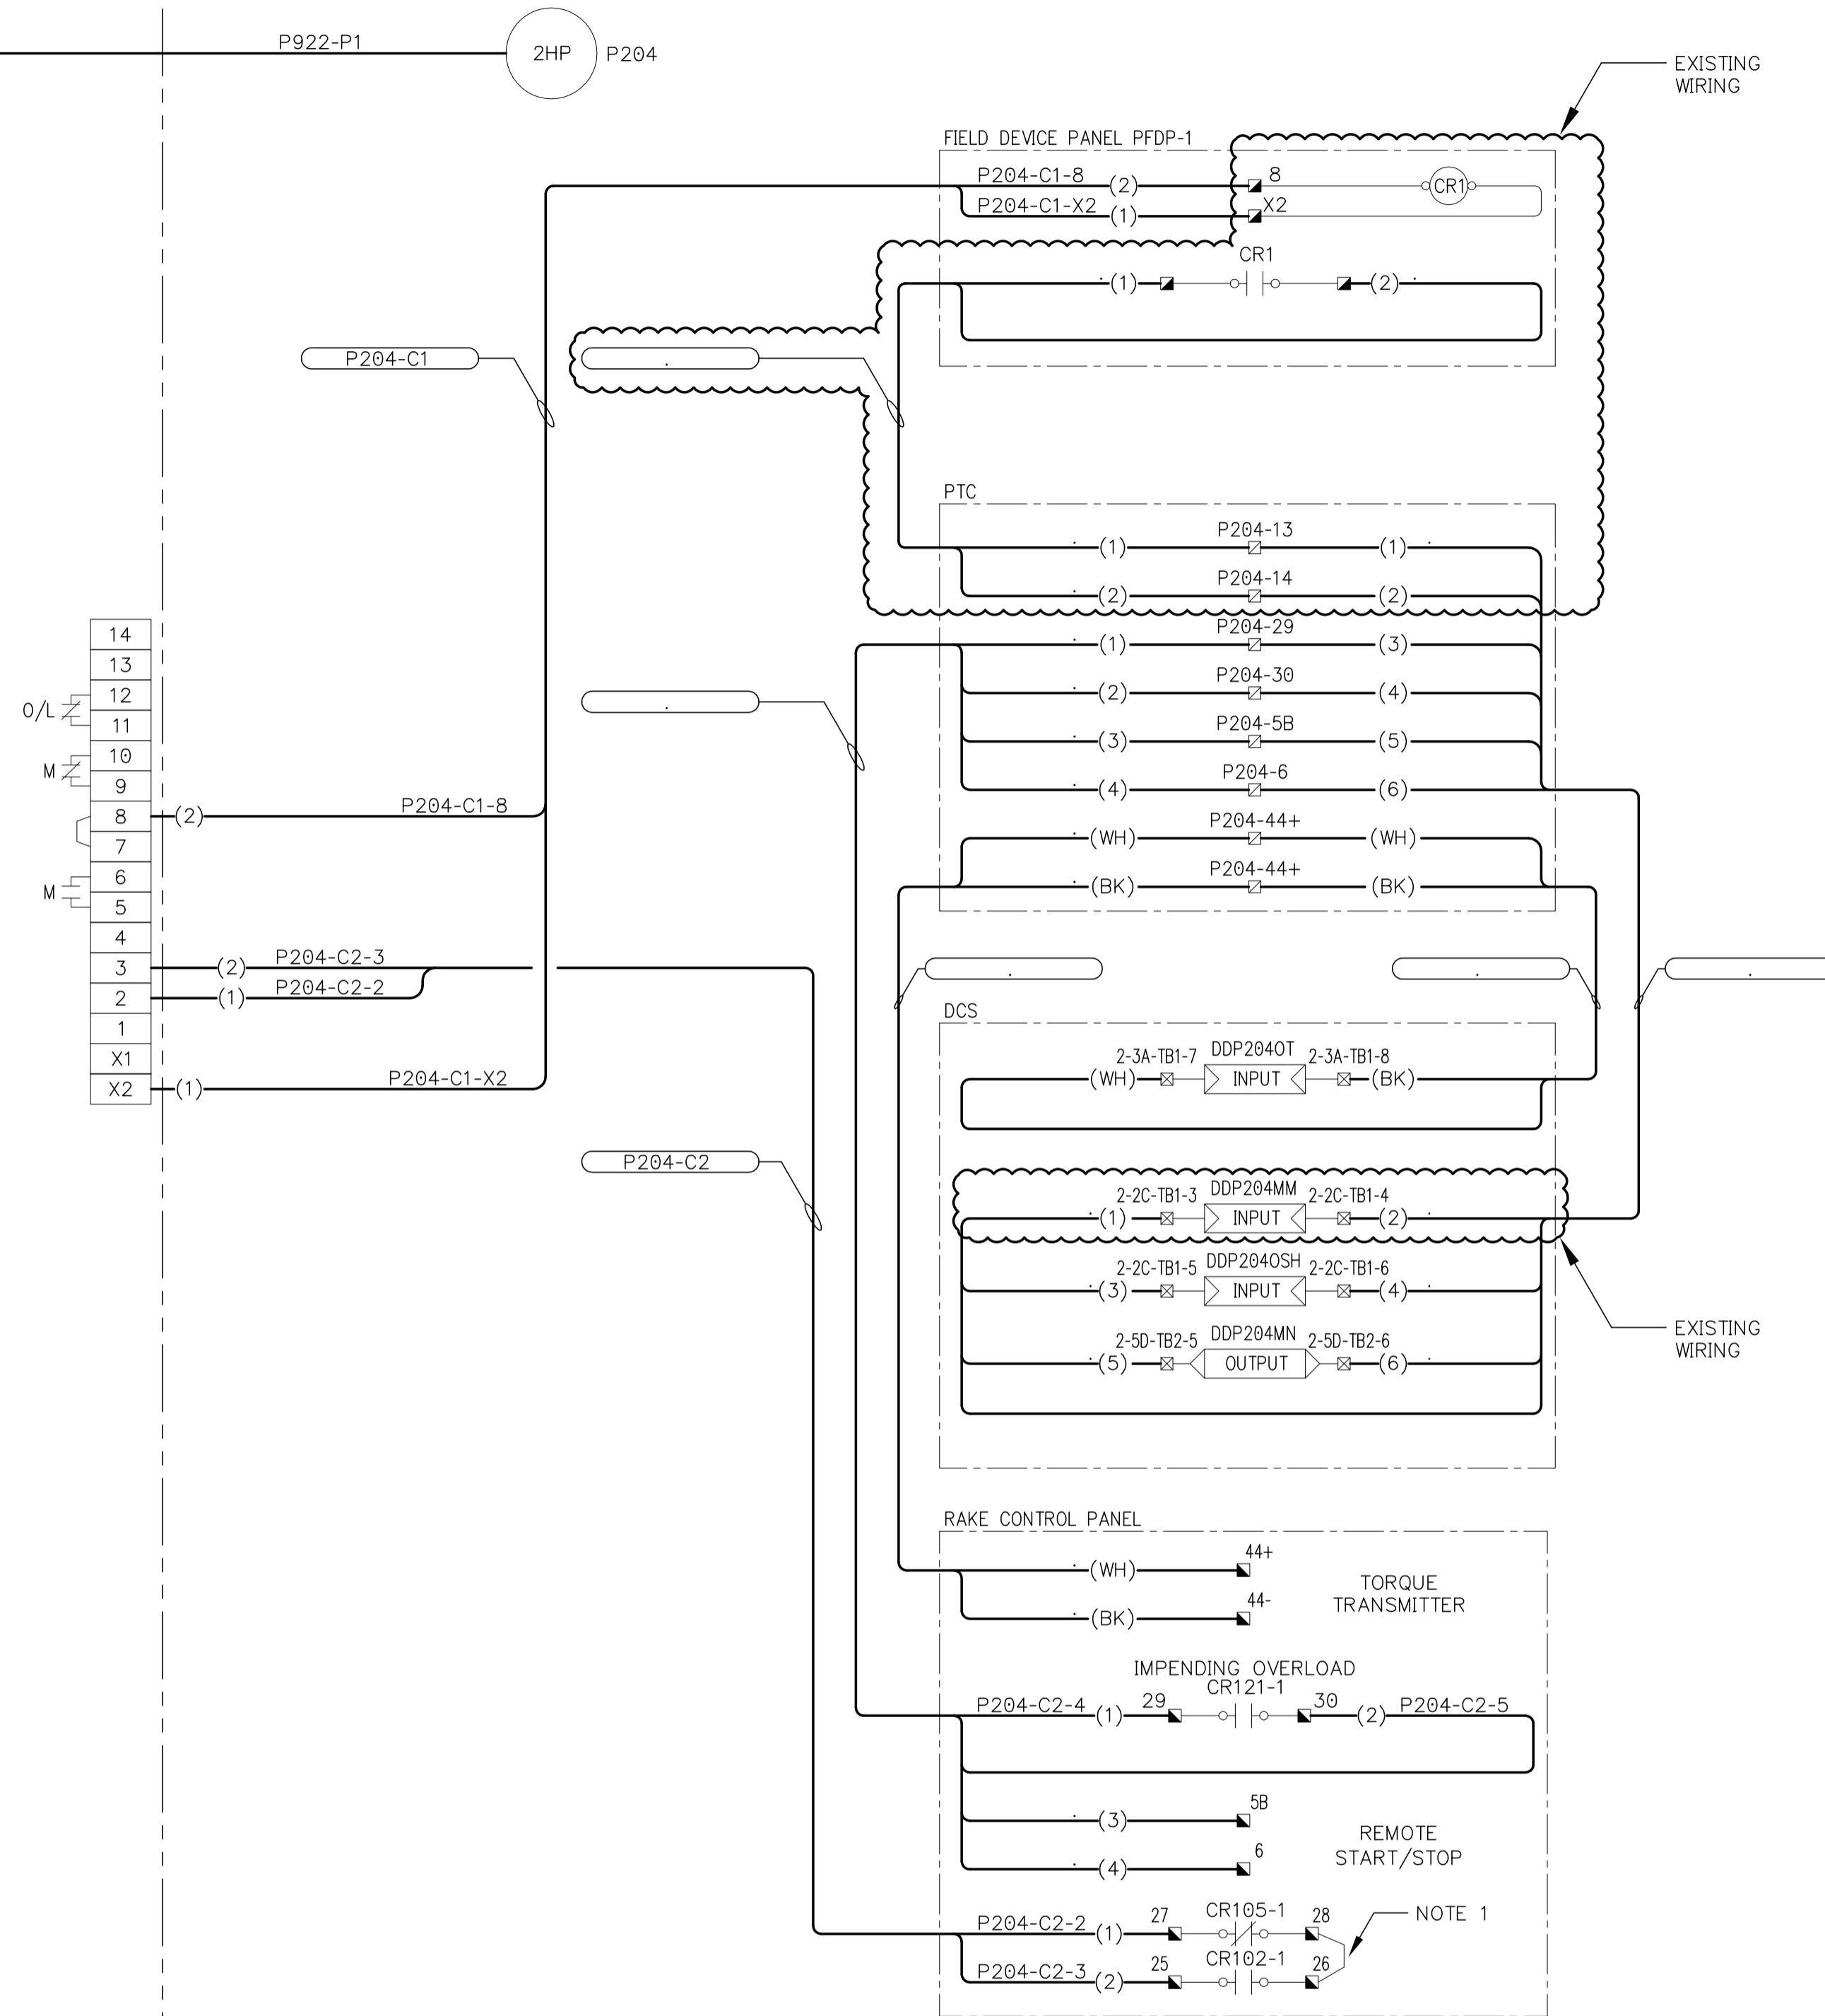 P922-P1
2HP
P204
EXISTING
WIRING
FIELD DEVICE PANEL PFDP-1
P204-C1-8
(2)
8
CR1
P204-C1-X2
(1)
X2
CR1
(1)
(2)
P204-C1
PTC
P204-13
(1)
(1)
P204-14
(2)
(2)
P204-29
(1)
(3)
P204-30
(2)
(4)
P204-5B
(3)
(5)
P204-6
(4)
(6)
P204-44+
(WH)
(WH)
P204-44+
(BK)
(BK)
14
13
12
O/L
11
10
M
9
8
(2)
P204-C1-8
7
6
M
5
4
3
(2)
P204-C2-3
2
(1)
P204-C2-2
1
X1
X2
(1)
P204-C1-X2
DCS
2-3A-TB1-7
DDP204OT
2-3A-TB1-8
(WH)
INPUT
(BK)
P204-C2
2-2C-TB1-3
DDP204MM
2-2C-TB1-4
(1)
INPUT
(2)
2-2C-TB1-5
DDP204OSH
2-2C-TB1-6
(3)
INPUT
(4)
EXISTING
WIRING
2-5D-TB2-5
DDP204MN
2-5D-TB2-6
(5)
OUTPUT
(6)
RAKE CONTROL PANEL
44+
(WH)
TORQUE
TRANSMITTER
44-
(BK)
IMPENDING OVERLOAD
CR121-1
P204-C2-4
(1)
29
30
(2)
P204-C2-5
5B
(3)
REMOTE
START/STOP
6
(4)
P204-C2-2
(1)
27
CR105-1
28
NOTE 1
P204-C2-3
(2)
25
CR102-1
26